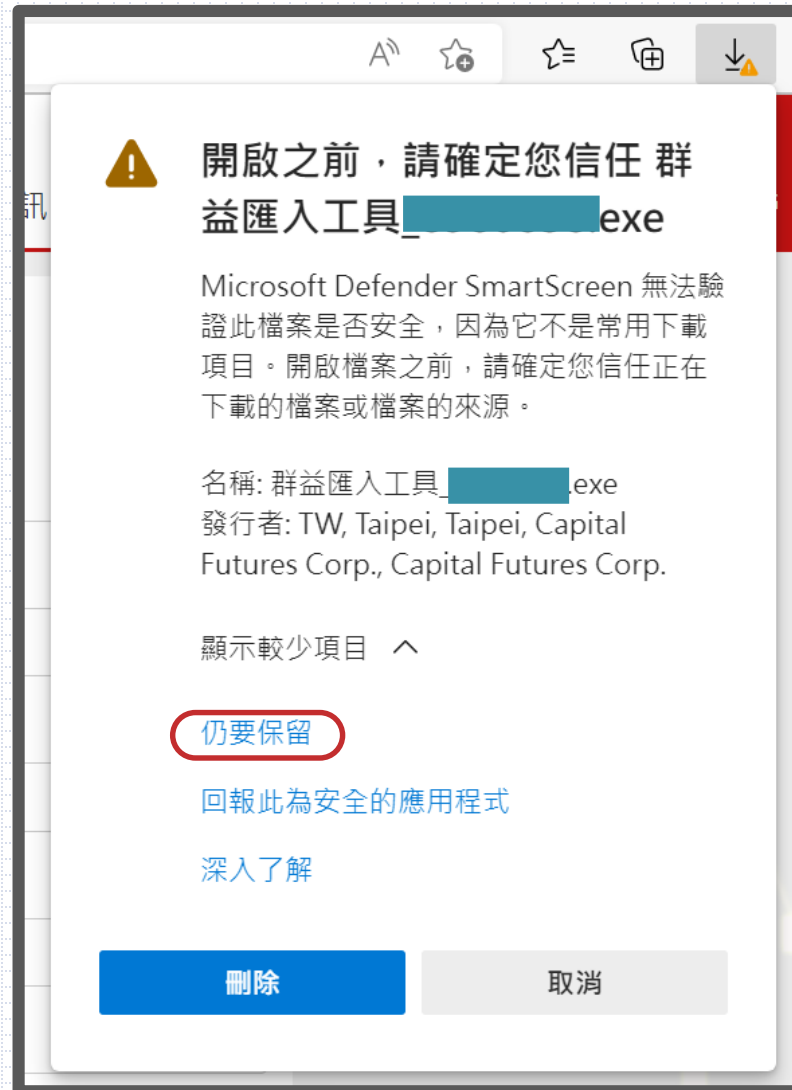 訊
開啟之前，請確定您信任 群
益匯入工具_ exe
Microsoft Defender SmartScreen 無法驗
證此檔案是否安全，因為它不是常用下載
項目。開啟檔案之前，請確定您信任正在
下載的檔案或檔案的來源。
名稱: 群益匯入工具_ .exe
發行者: TW, Taipei, Taipei, Capital
Futures Corp., Capital Futures Corp.
顯示較少項目
仍要保留
回報此為安全的應用程式
深入了解
刪除 取消